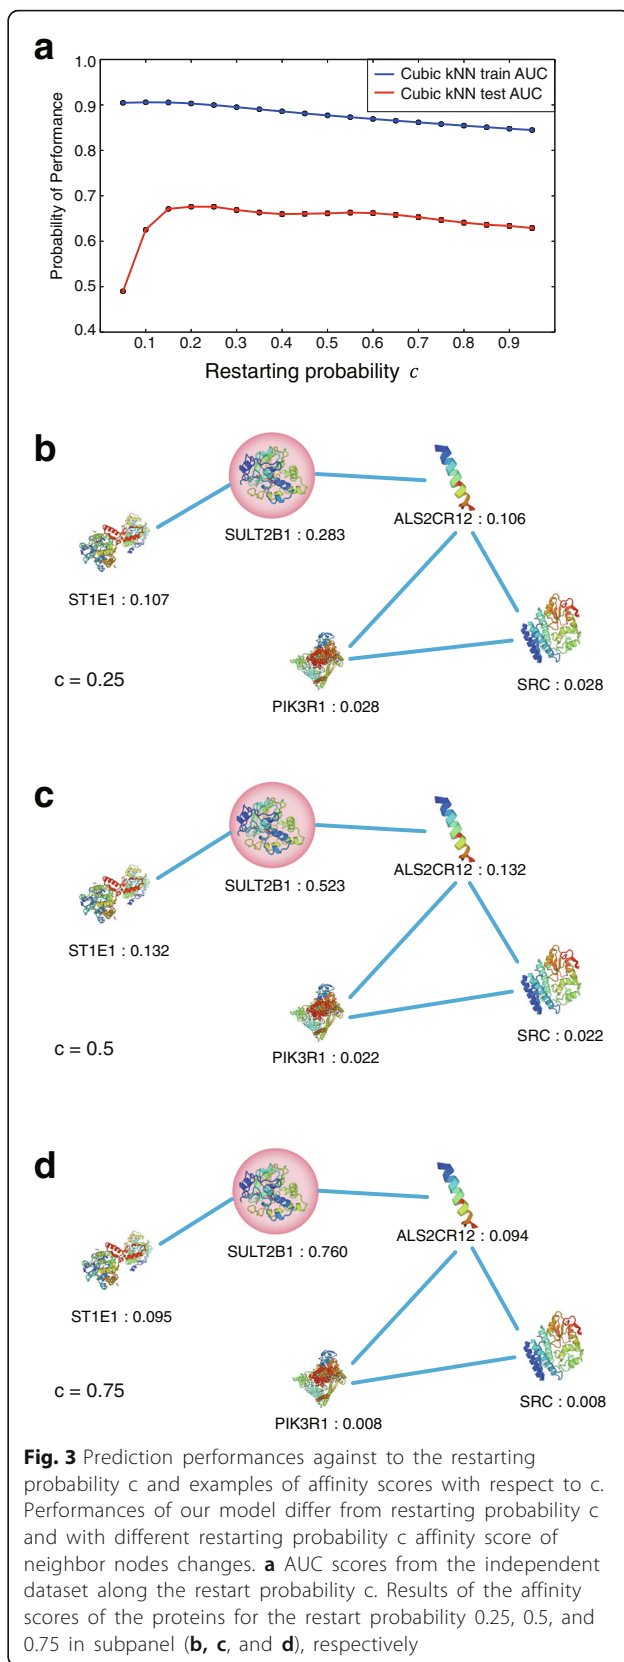 a
1.0
0.9
0.8
0.7
0.6
0.5
0.4
Probability of Performance
Cubic kNN train AUC
Cubic kNN test AUC
0.1 0.2 0.3 0.4 0.5 0.6 0.7 0.8 0.9
Restarting probability c
b
SULT2B1 : 0.283
ALS2CR12 : 0.106
ST1E1 : 0.107
c = 0.25
PIK3R1 : 0.028
SRC : 0.028
c
SULT2B1 : 0.523
ALS2CR12 : 0.132
ST1E1 : 0.132
c = 0.5
PIK3R1 : 0.022
SRC : 0.022
d
SULT2B1 : 0.760
ALS2CR12 : 0.094
ST1E1 : 0.095
c = 0.75
PIK3R1 : 0.008
SRC : 0.008
Fig. 3 Prediction performances against to the restarting
probability c and examples of affinity scores with respect to c.
Performances of our model differ from restarting probability c
and with different restarting probability c affinity score of
neighbor nodes changes. a AUC scores from the independent
dataset along the restart probability c. Results of the affinity
scores of the proteins for the restart probability 0.25, 0.5, and
0.75 in subpanel (b, c, and d), respectively